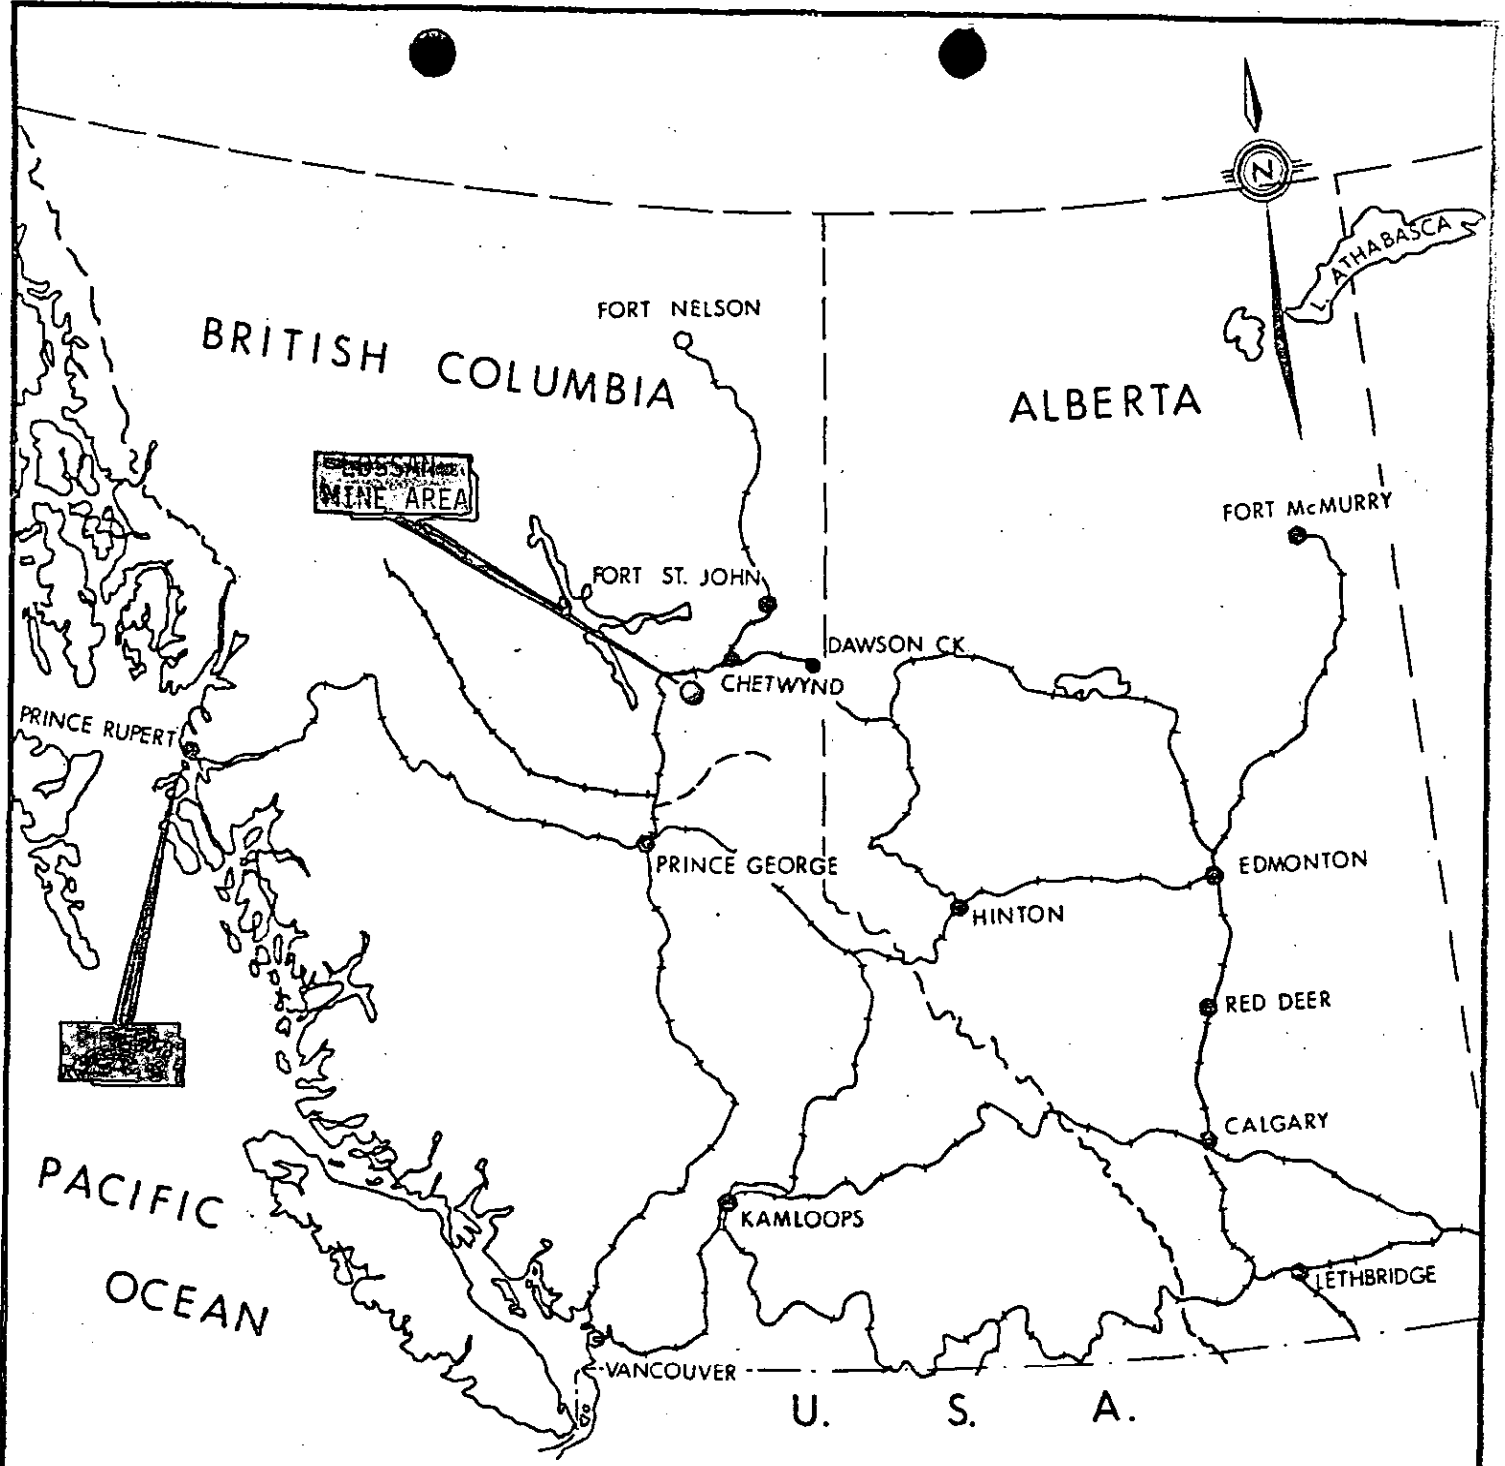 N
L. ATHABASCA
FORT NELSON
BRITISH COLUMBIA
ALBERTA
MINE AREA
FORT McMURRY
FORT ST. JOHN
DAWSON CK
CHETWYND
PRINCE RUPERT
PRINCE GEORGE
EDMONTON
HINTON
RED DEER
CALGARY
PACIFIC
OCEAN
KAMLOOPS
LETHBRIDGE
VANCOUVER
U. S. A.